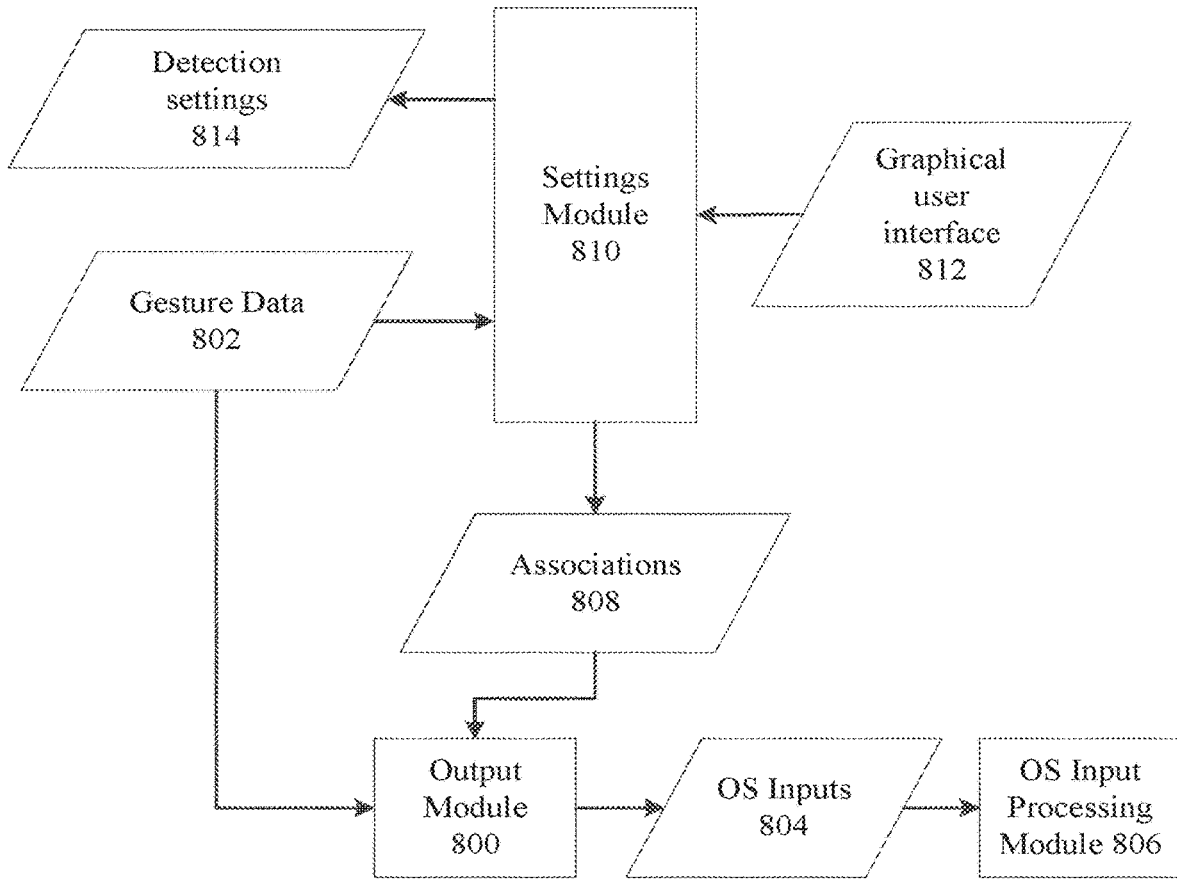 Detection
settings
814
Settings
Module
810
Graphical
user
interface
812
Gesture Data
802
Associations
808
Output
Module
800
OS Inputs
804
OS Input
Processing
Module 806